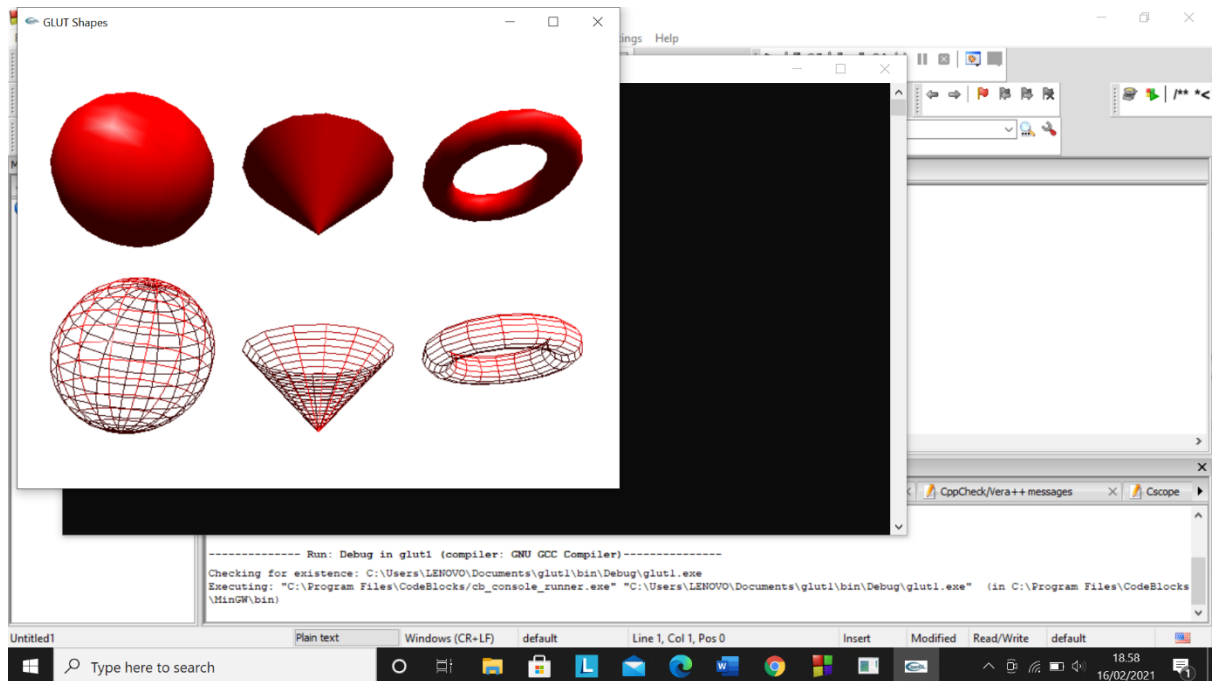 GLUT Shapes
ings Help
/** *<
CppCheck/Vera++ messages
Cscope
-------------- Run: Debug in glut1 (compiler: GNU GCC Compiler)---------------
Checking for existence: C:\Users\LENOVO\Documents\glut1\bin\Debug\glut1.exe
Executing: "C:\Program Files\CodeBlocks/cb_console_runner.exe" "C:\Users\LENOVO\Documents\glut1\bin\Debug\glut1.exe"  (in C:\Program Files\CodeBlocks
\MinGW\bin)
Untitled1 Plain text Windows (CR+LF) default Line 1, Col 1, Pos 0 Insert Modified Read/Write default
Type here to search
18.58
16/02/2021
1